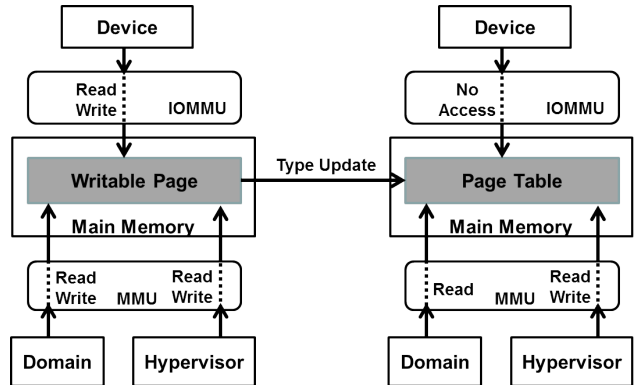 Device
Device
Read
Write
IOMMU
No
Access
IOMMU
Writable Page
Type Update
Page Table
Main Memory
Main Memory
Read
Write
MMU
Read
Write
Read
MMU
Read
Write
Domain
Hypervisor
Domain
Hypervisor